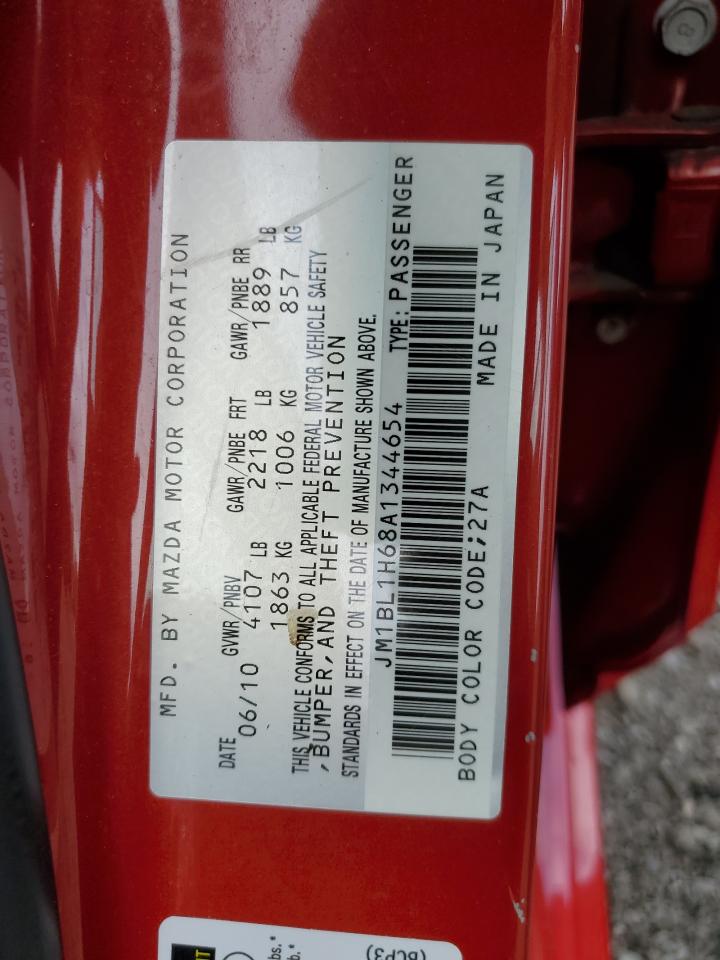 MFD. BY MAZDA MOTOR CORPORATION
DATE GVWR/PNBV GAWR/PNBE FRT GAWR/PNBE RR
06/10 4107 LB 2218 LB 1889 LB
1863 KG 1006 KG 857 KG
THIS VEHICLE CONFORMS TO ALL APPLICABLE FEDERAL MOTOR VEHICLE SAFETY
,BUMPER,AND THEFT PREVENTION
STANDARDS IN EFFECT ON THE DATE OF MANUFACTURE SHOWN ABOVE.
JM1BL1H68A1344654 TYPE: PASSENGER
BODY COLOR CODE;27A MADE IN JAPAN
(BCP3)